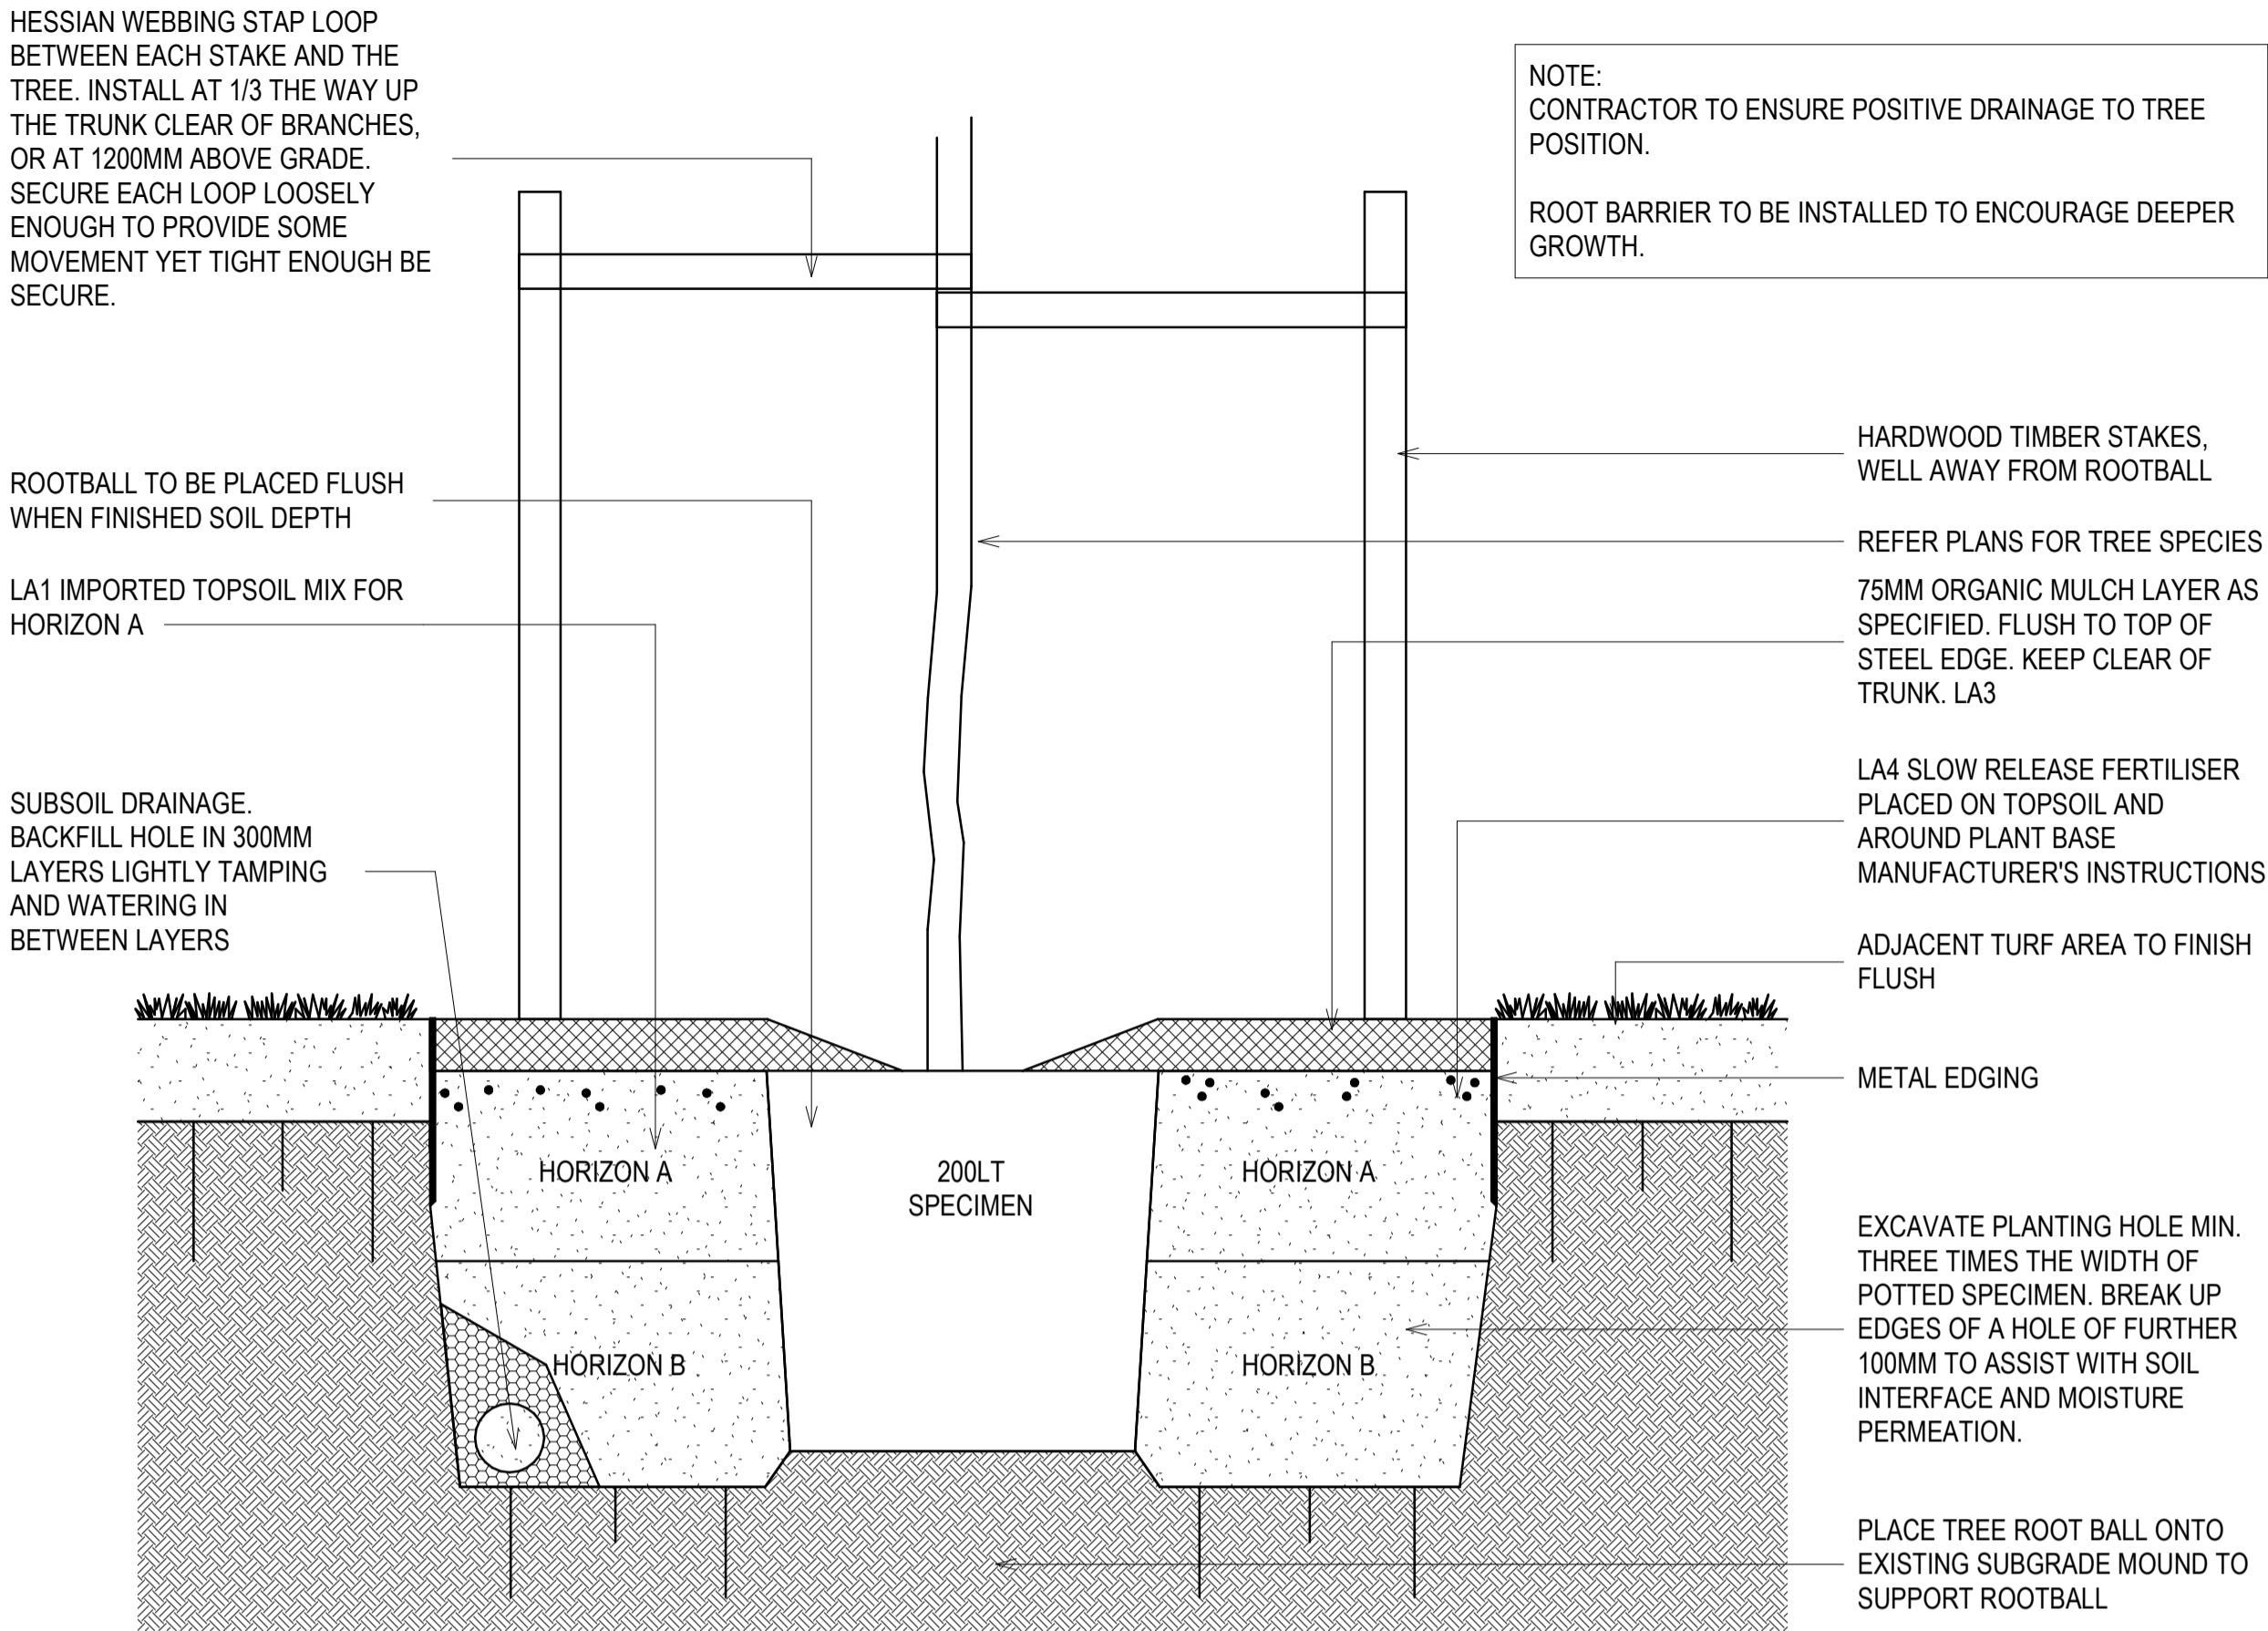 HESSIAN WEBBING STAP LOOP
BETWEEN EACH STAKE AND THE
TREE. INSTALL AT 1/3 THE WAY UP
THE TRUNK CLEAR OF BRANCHES,
OR AT 1200MM ABOVE GRADE.
SECURE EACH LOOP LOOSELY
ENOUGH TO PROVIDE SOME
MOVEMENT YET TIGHT ENOUGH BE
SECURE.
ROOTBALL TO BE PLACED FLUSH
WHEN FINISHED SOIL DEPTH
LA1 IMPORTED TOPSOIL MIX FOR
HORIZON A
SUBSOIL DRAINAGE.
BACKFILL HOLE IN 300MM
LAYERS LIGHTLY TAMPING
AND WATERING IN
BETWEEN LAYERS
NOTE:
CONTRACTOR TO ENSURE POSITIVE DRAINAGE TO TREE
POSITION.
ROOT BARRIER TO BE INSTALLED TO ENCOURAGE DEEPER
GROWTH.
HARDWOOD TIMBER STAKES,
WELL AWAY FROM ROOTBALL
REFER PLANS FOR TREE SPECIES
75MM ORGANIC MULCH LAYER AS
SPECIFIED. FLUSH TO TOP OF
STEEL EDGE. KEEP CLEAR OF
TRUNK. LA3
LA4 SLOW RELEASE FERTILISER
PLACED ON TOPSOIL AND
AROUND PLANT BASE
MANUFACTURER'S INSTRUCTIONS
ADJACENT TURF AREA TO FINISH
FLUSH
METAL EDGING
EXCAVATE PLANTING HOLE MIN.
THREE TIMES THE WIDTH OF
POTTED SPECIMEN. BREAK UP
EDGES OF A HOLE OF FURTHER
100MM TO ASSIST WITH SOIL
INTERFACE AND MOISTURE
PERMEATION.
PLACE TREE ROOT BALL ONTO
EXISTING SUBGRADE MOUND TO
SUPPORT ROOTBALL
HORIZON A
200LT
SPECIMEN
HORIZON A
HORIZON B
HORIZON B